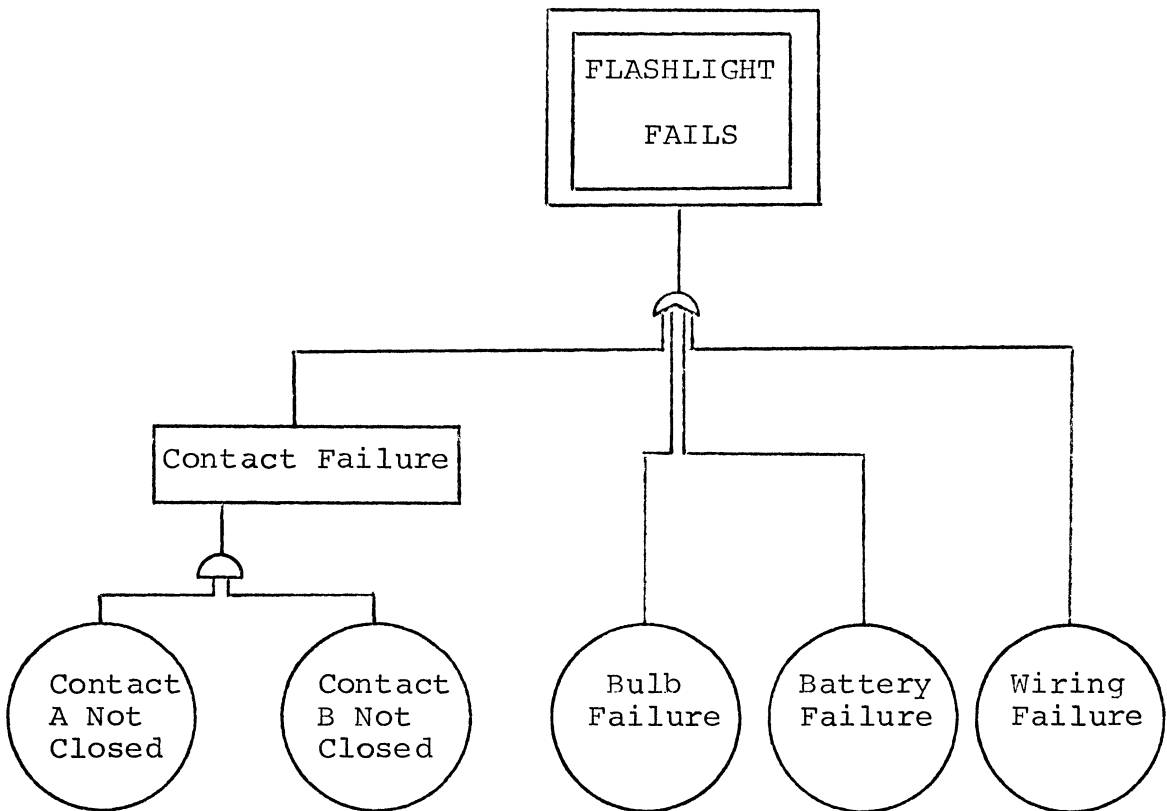 FLASHLIGHT
FAILS
Contact Failure
Contact
A Not
Closed
Contact
B Not
Closed
Bulb
Failure
Battery
Failure
Wiring
Failure